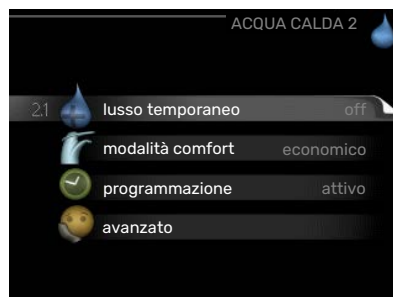 ACQUA CALDA 2
2.1 lusso temporaneo off
modalità comfort economico
programmazione attivo
avanzato